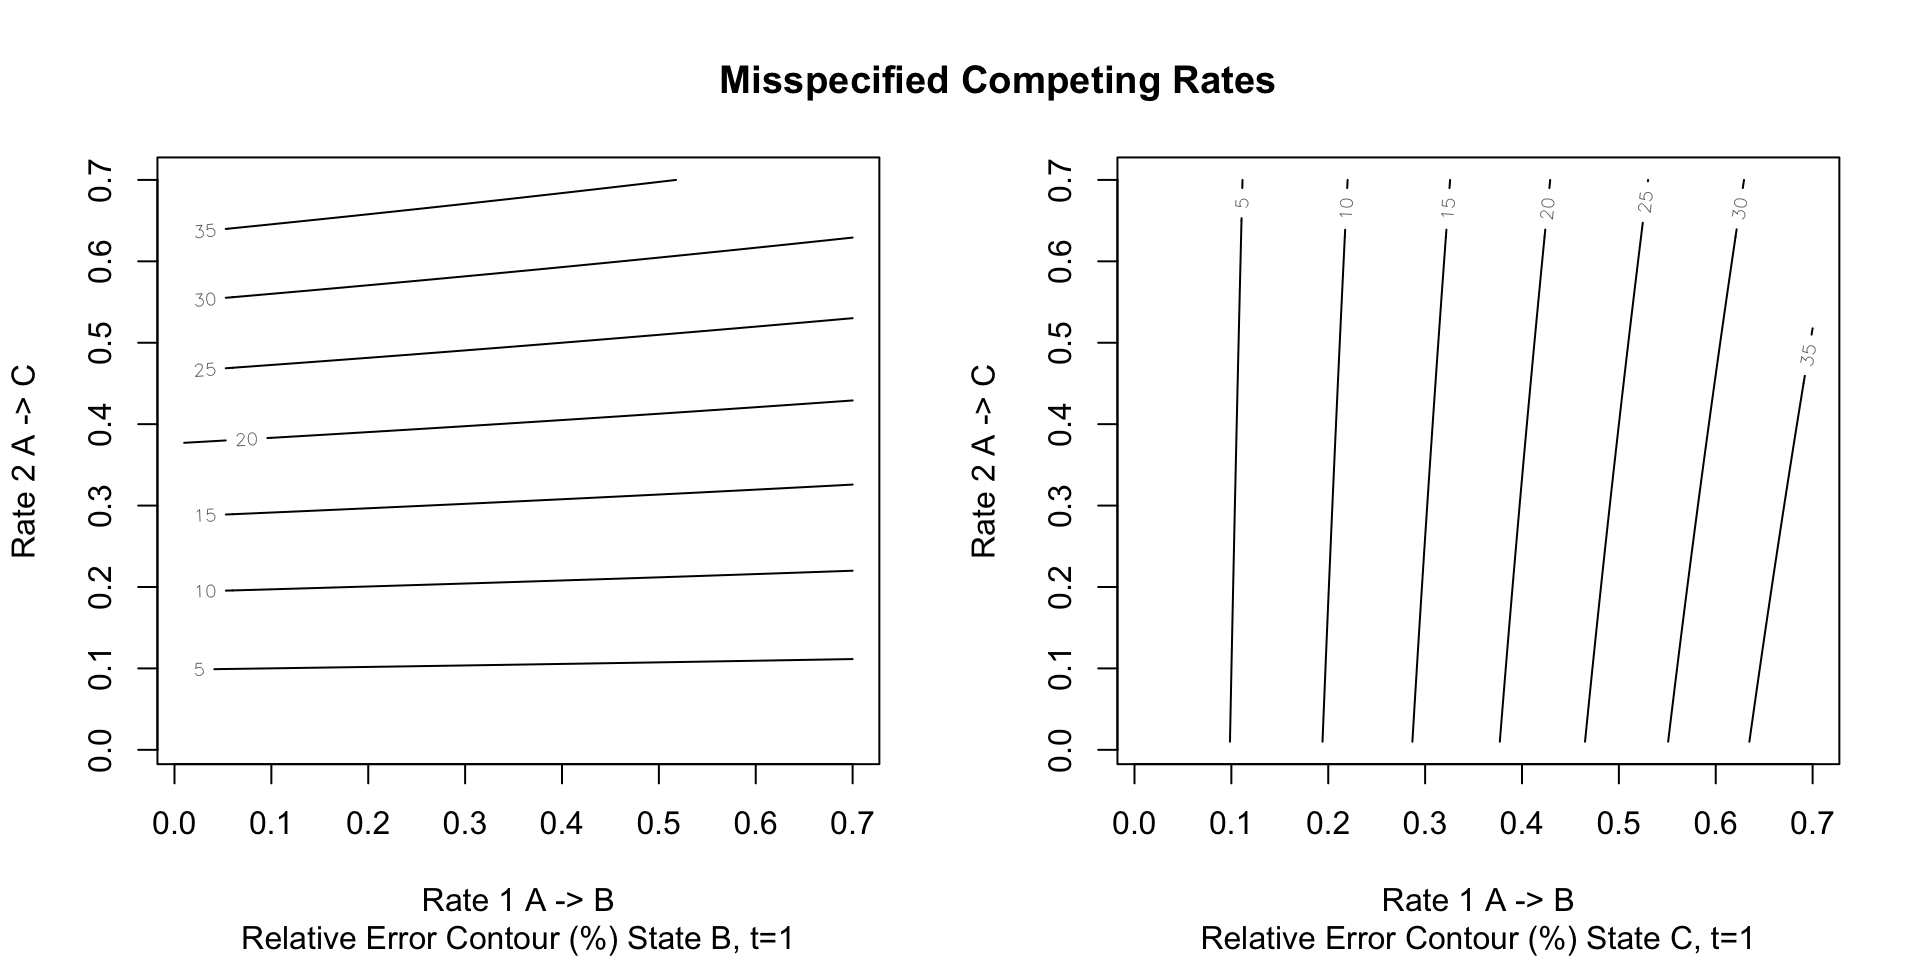 Misspecified Competing Rates
Rate 2 A -> C
0.0 0.1 0.2 0.3 0.4 0.5 0.6 0.7
35
30
25
20
15
10
5
0.0 0.1 0.2 0.3 0.4 0.5 0.6 0.7
Rate 1 A -> B
Relative Error Contour (%) State B, t=1
Rate 2 A -> C
0.0 0.1 0.2 0.3 0.4 0.5 0.6 0.7
5 10 15 20 25 30
35
0.0 0.1 0.2 0.3 0.4 0.5 0.6 0.7
Rate 1 A -> B
Relative Error Contour (%) State C, t=1